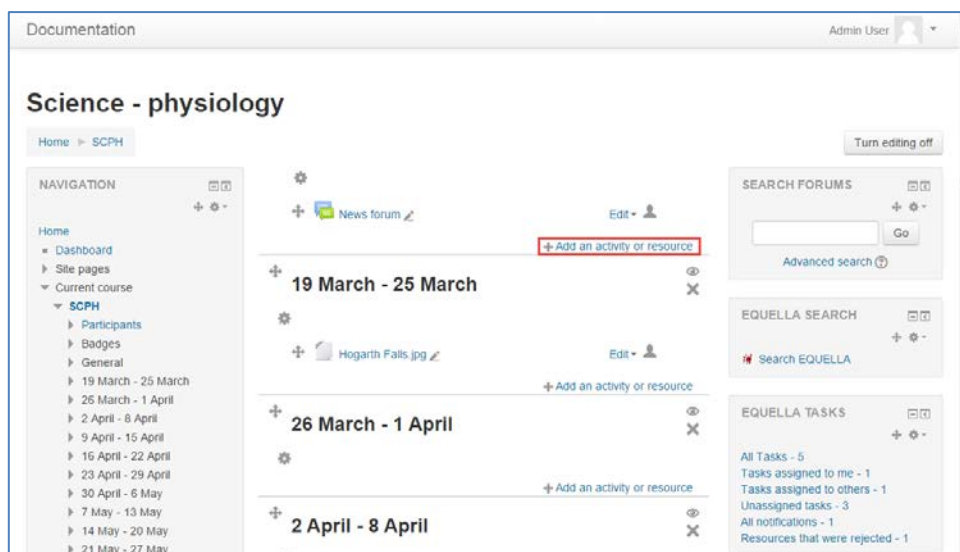 Documentation
Admin User
Science - physiology
Home SCPH
Turn editing off
NAVIGATION
Home
Dashboard
Site pages
Current course
SCPH
Participants
Badges
General
19 March - 25 March
26 March - 1 April
2 April - 8 April
9 April - 15 April
16 April - 22 April
23 April - 29 April
30 April - 6 May
7 May - 13 May
14 May - 20 May
21 May - 27 May
News forum
Edit
Add an activity or resource
19 March - 25 March
Hogarth Falls.jpg
Edit
Add an activity or resource
26 March - 1 April
Add an activity or resource
2 April - 8 April
SEARCH FORUMS
Go
Advanced search
EQUELLA SEARCH
Search EQUELLA
EQUELLA TASKS
All Tasks - 5
Tasks assigned to me - 1
Tasks assigned to others - 1
Unassigned tasks - 3
All notifications - 1
Resources that were rejected - 1